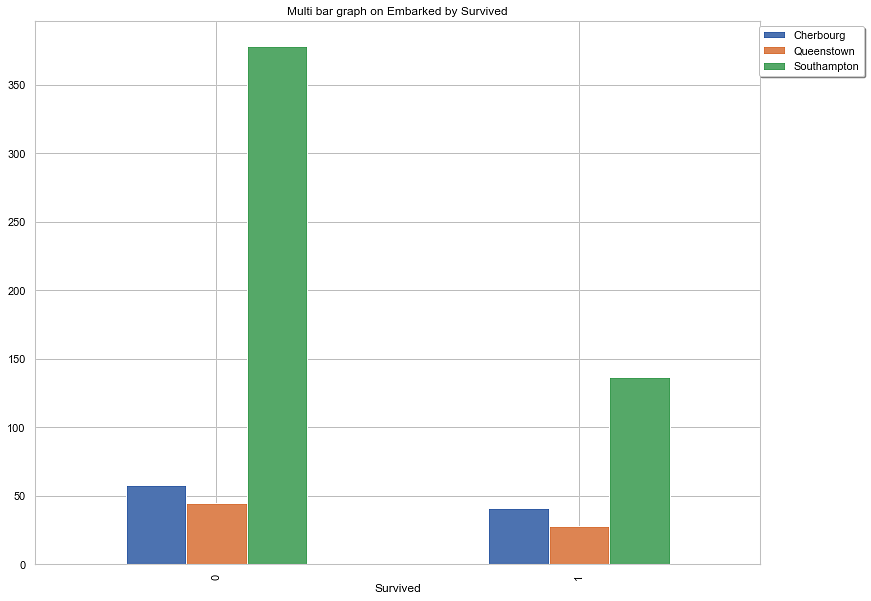 Multi bar graph on Embarked by Survived
Cherbourg
Queenstown
Southampton
350
300
250
200
150
100
50
0
0
1
Survived